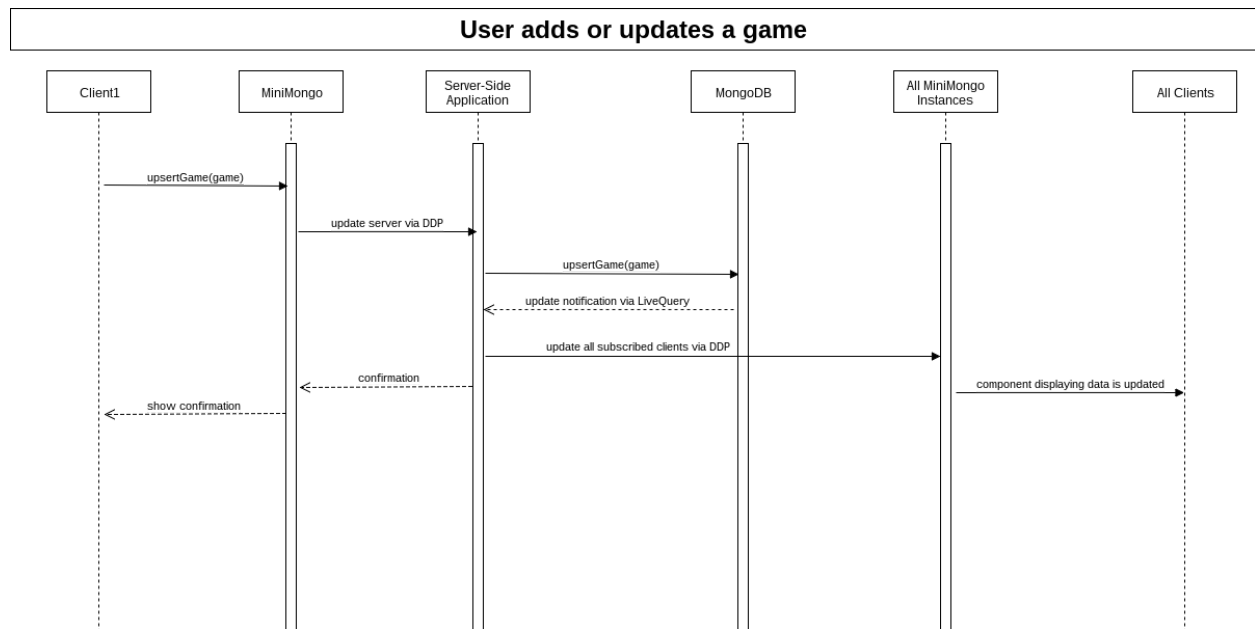 User adds or updates a game
Client1
MiniMongo
Server-Side
Application
MongoDB
All MiniMongo
Instances
All Clients
upsertGame(game)
update server via DDP
upsertGame(game)
update notification via LiveQuery
update all subscribed clients via DDP
confirmation
component displaying data is updated
show confirmation